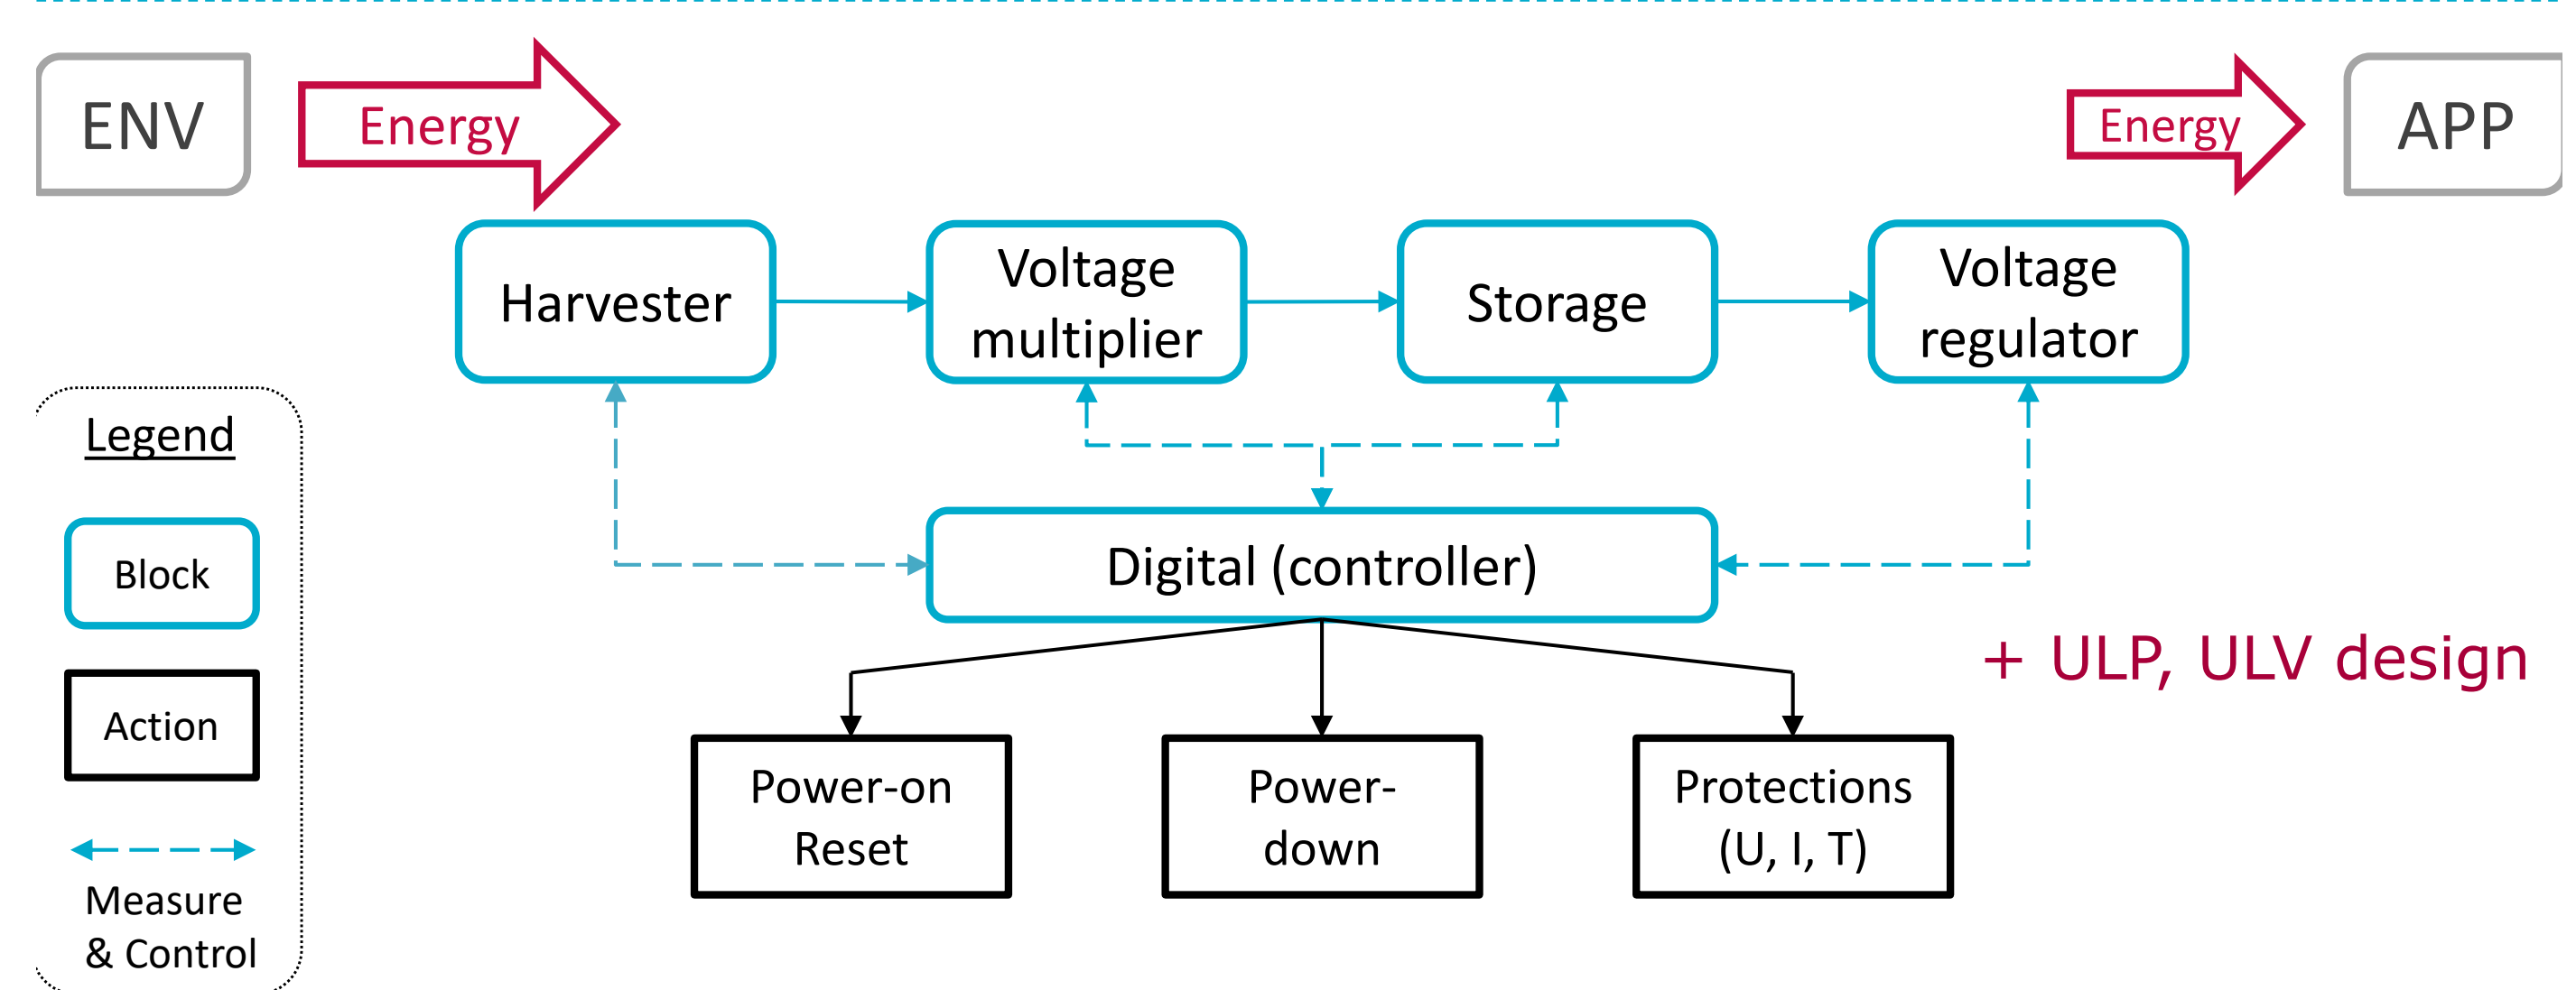 ENV
Energy
Energy
APP
Harvester
Voltage
multiplier
Storage
Voltage
regulator
Legend
Block
Action
Measure
& Control
Digital (controller)
+ ULP, ULV design
Power-on
Reset
Power-
down
Protections
(U, I, T)